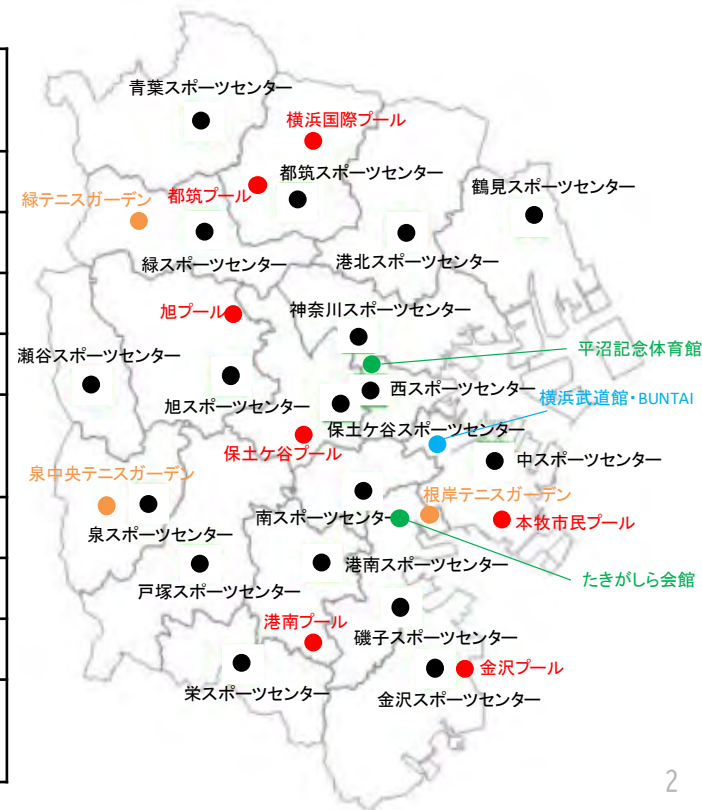 青葉スポーツセンター
横浜国際プール
都筑スポーツセンター
鶴見スポーツセンター
緑テニスガーデン
都筑プール
緑スポーツセンター
港北スポーツセンター
旭プール
神奈川スポーツセンター
平沼記念体育館
瀬谷スポーツセンター
西スポーツセンター
横浜武道館・BUNTAI
旭スポーツセンター
保土ケ谷スポーツセンター
保土ケ谷プール
中スポーツセンター
泉中央テニスガーデン
根岸テニスガーデン
南スポーツセンター
本牧市民プール
泉スポーツセンター
港南スポーツセンター
たきがしら会館
戸塚スポーツセンター
港南プール
磯子スポーツセンター
金沢プール
栄スポーツセンター
金沢スポーツセンター
2